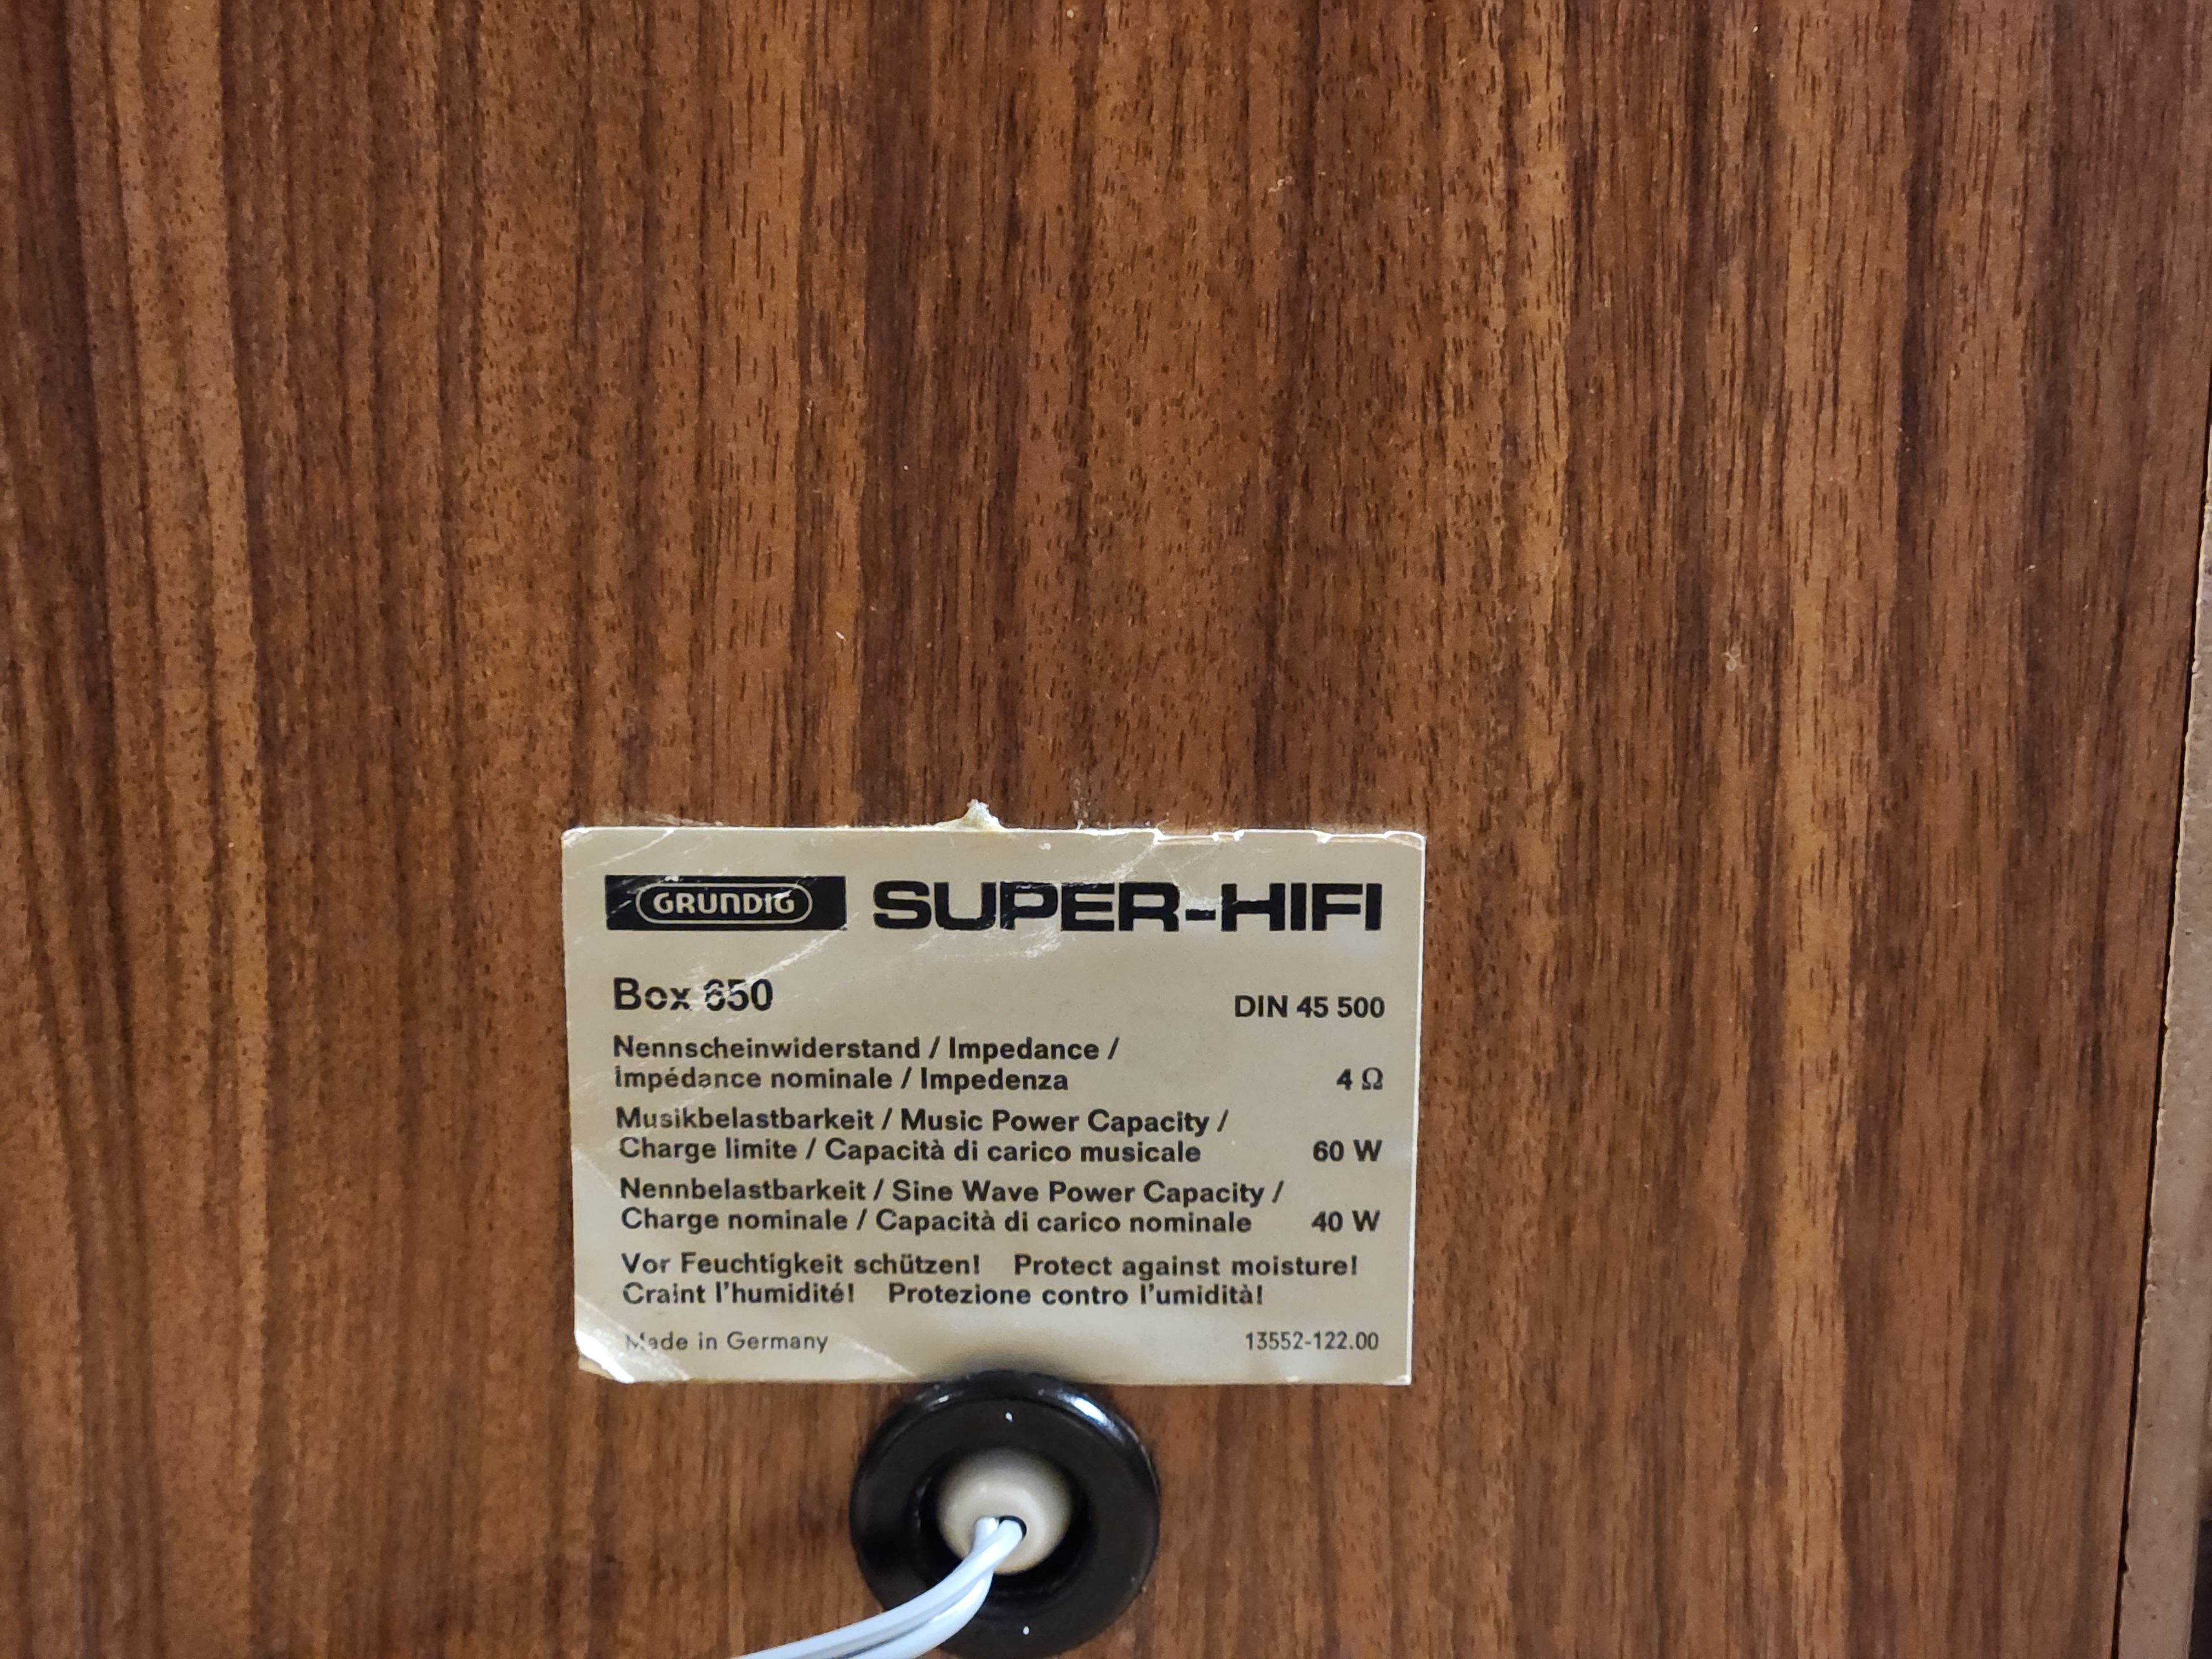 GRUNDIG SUPER-HIFI
Box 650 DIN 45 500
Nennscheinwiderstand / Impedance /
Impédance nominale / Impedenza 4 Ω
Musikbelastbarkeit / Music Power Capacity /
Charge limite / Capacità di carico musicale 60 W
Nennbelastbarkeit / Sine Wave Power Capacity /
Charge nominale / Capacità di carico nominale 40 W
Vor Feuchtigkeit schützen! Protect against moisture!
Craint l'humidité! Protezione contro l'umidità!
Made in Germany 13552-122.00